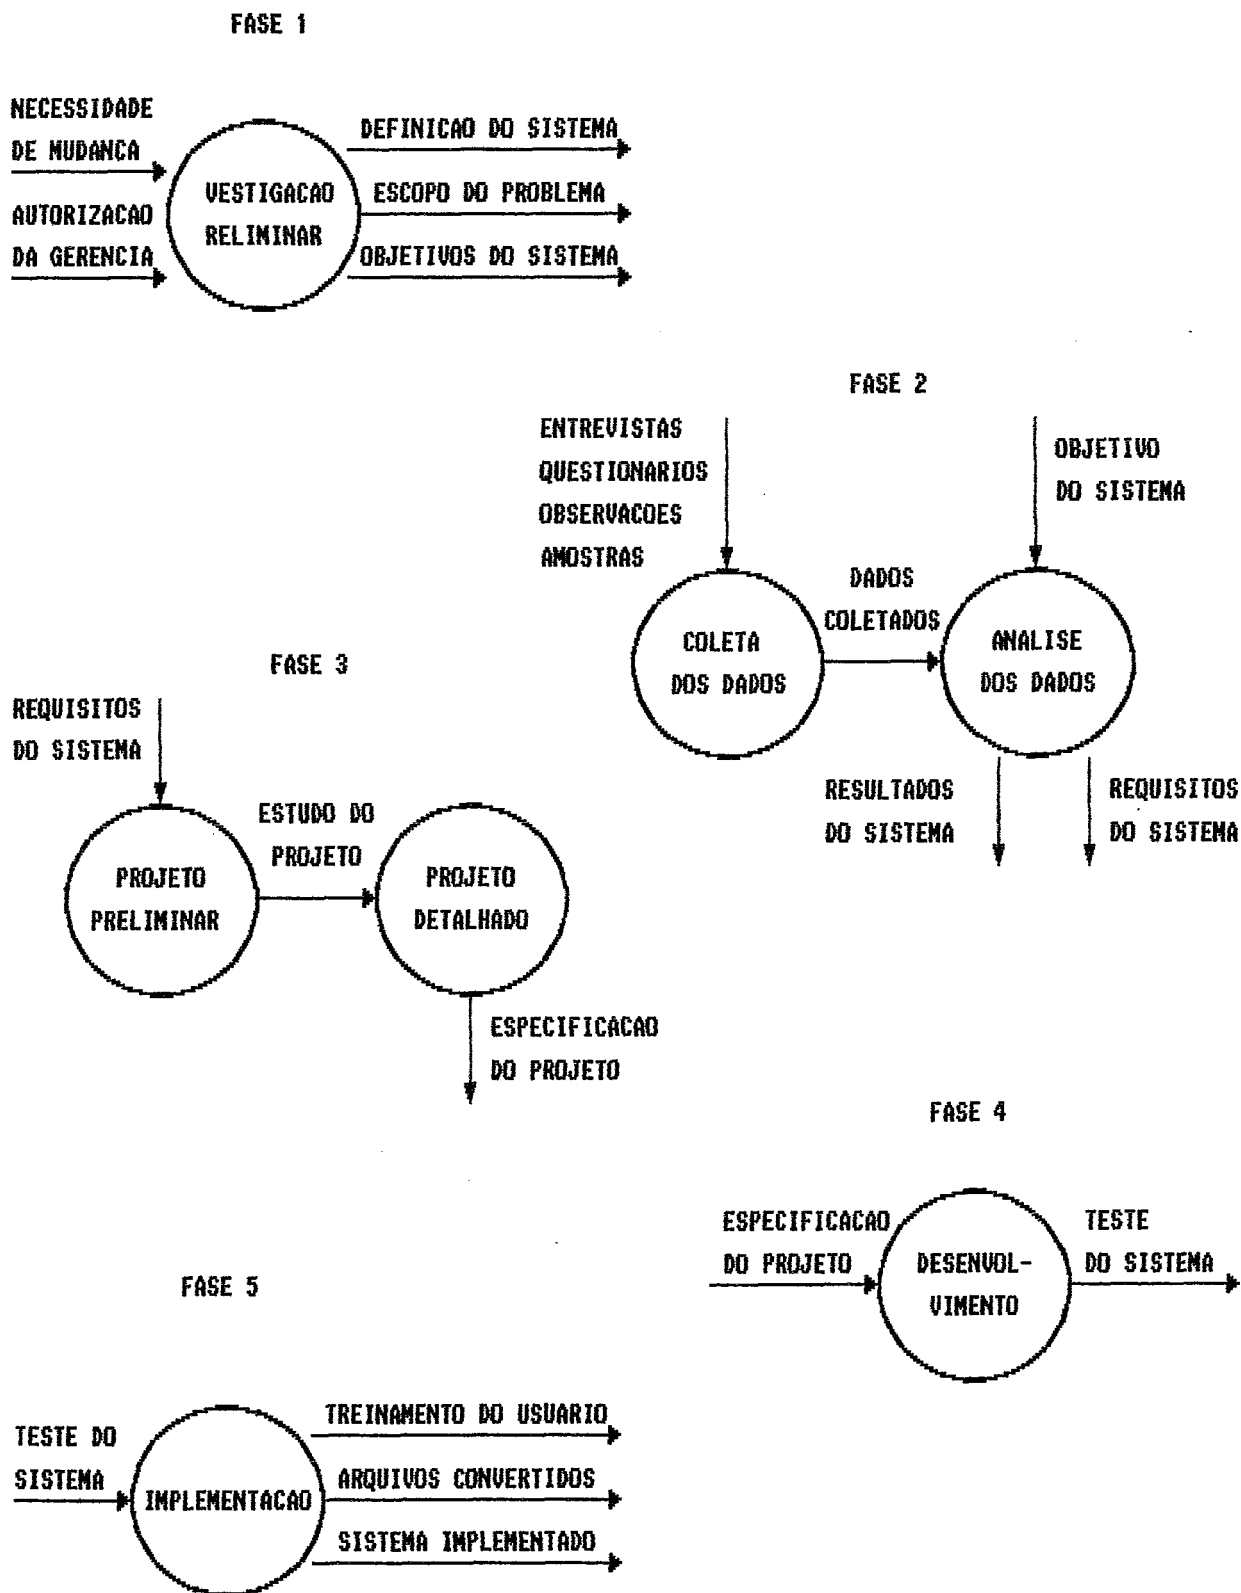 FASE 1
NECESSIDADE
DE MUDANCA
AUTORIZACAO
DA GERENCIA
VESTIGACAO
RELIMINAR
DEFINICAO DO SISTEMA
ESCOPO DO PROBLEMA
OBJETIVOS DO SISTEMA
FASE 2
ENTREVISTAS
QUESTIONARIOS
OBSERVACOES
AMOSTRAS
OBJETIVO
DO SISTEMA
COLETA
DOS DADOS
DADOS
COLETADOS
ANALISE
DOS DADOS
RESULTADOS
DO SISTEMA
REQUISITOS
DO SISTEMA
FASE 3
REQUISITOS
DO SISTEMA
PROJETO
PRELIMINAR
ESTUDO DO
PROJETO
PROJETO
DETALHADO
ESPECIFICACAO
DO PROJETO
FASE 4
ESPECIFICACAO
DO PROJETO
DESENVOL-
VIMENTO
TESTE
DO SISTEMA
FASE 5
TESTE DO
SISTEMA
IMPLEMENTACAO
TREINAMENTO DO USUARIO
ARQUIVOS CONVERTIDOS
SISTEMA IMPLEMENTADO